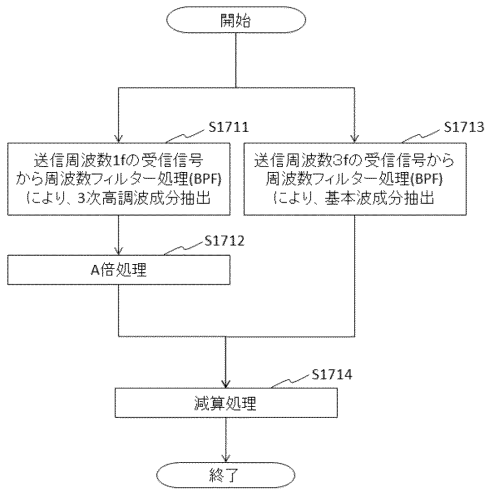 開始
S1711
送信周波数1fの受信信号
から周波数フィルター処理(BPF)
により、3次高調波成分抽出
S1713
送信周波数3fの受信信号から
周波数フィルター処理(BPF)
により、基本波成分抽出
S1712
A倍処理
S1714
減算処理
終了